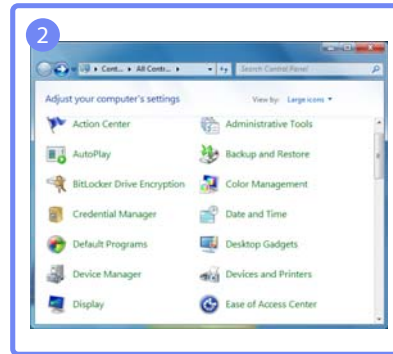 2
Cent... All Contr...
Search Control Panel
Adjust your computer's settings
View by: Large icons
Action Center
Administrative Tools
AutoPlay
Backup and Restore
BitLocker Drive Encryption
Color Management
Credential Manager
Date and Time
Default Programs
Desktop Gadgets
Device Manager
Devices and Printers
Display
Ease of Access Center